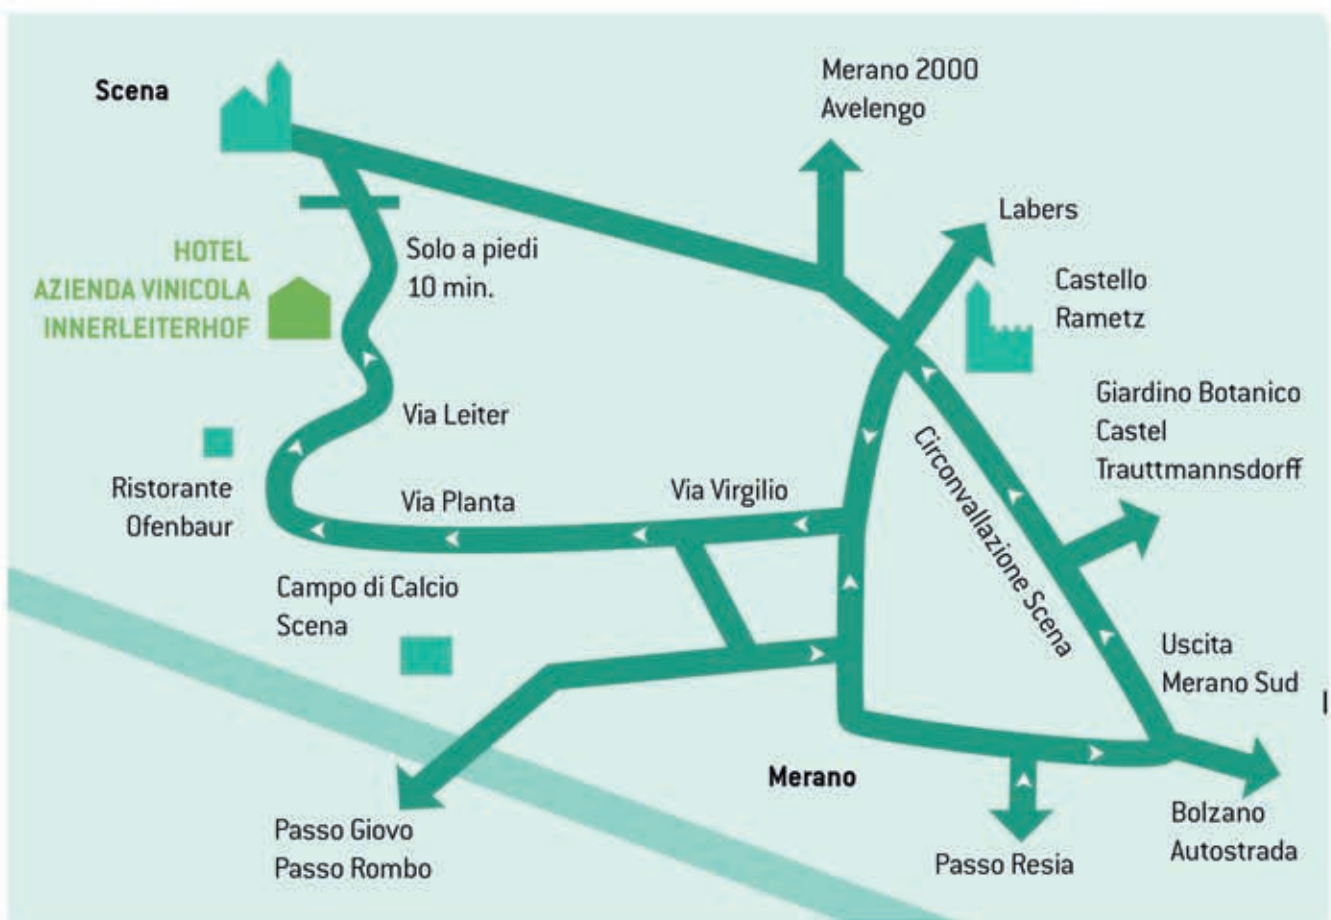 Scena
Merano 2000
Avelengo
Labers
HOTEL
AZIENDA VINICOLA
INNERLEITERHOF
Solo a piedi
10 min.
Castello
Rametz
Giardino Botanico
Castel
Trauttmannsdorff
Via Leiter
Ristorante
Ofenbaur
Via Planta
Via Virgilio
Circonvallazione Scena
Campo di Calcio
Scena
Uscita
Merano Sud
Merano
Passo Giovo
Passo Rombo
Passo Resia
Bolzano
Autostrada